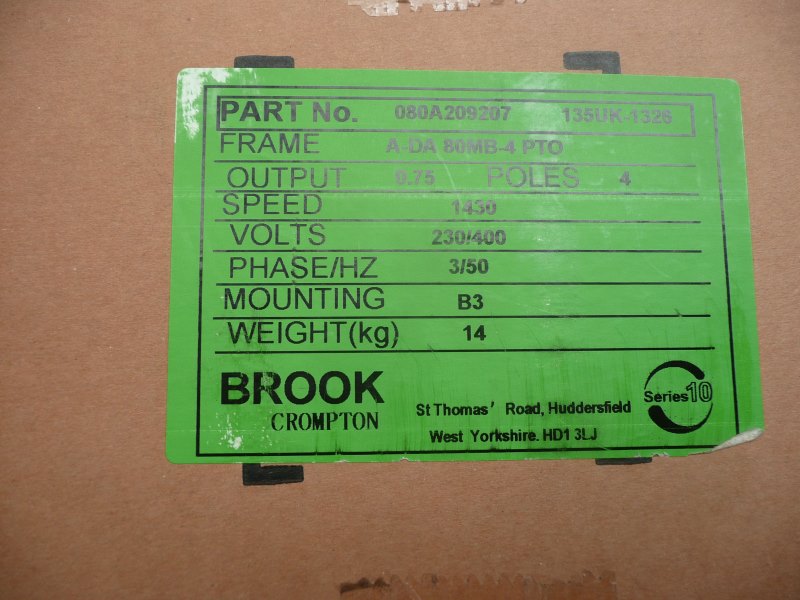 PART No. 080A209207 135UK-1326
FRAME A-DA 80MB-4 PTO
OUTPUT 0.75 POLES 4
SPEED 1430
VOLTS 230/400
PHASE/HZ 3/50
MOUNTING B3
WEIGHT(kg) 14
BROOK
CROMPTON
St Thomas' Road, Huddersfield
West Yorkshire. HD1 3LJ
Series 10